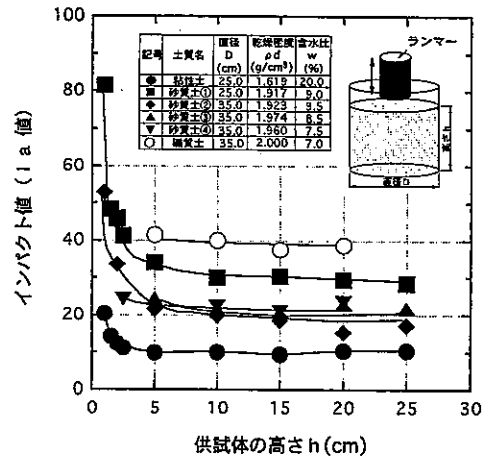 インパクト値 (Ia値)
100
80
60
40
20
0
0 5 10 15 20 25 30
供試体の高さh(cm)
記号 土質名 直径 D (cm) 乾燥密度 ρd (g/cm³) 含水比 w (%)
● 粘性土 25.0 1.619 20.0
■ 砂質土① 25.0 1.917 9.0
◆ 砂質土② 35.0 1.923 9.5
▲ 砂質土③ 35.0 1.974 8.5
▼ 砂質土④ 35.0 1.960 7.5
○ 礫質土 35.0 2.000 7.0
ランマー
高さh
直径D